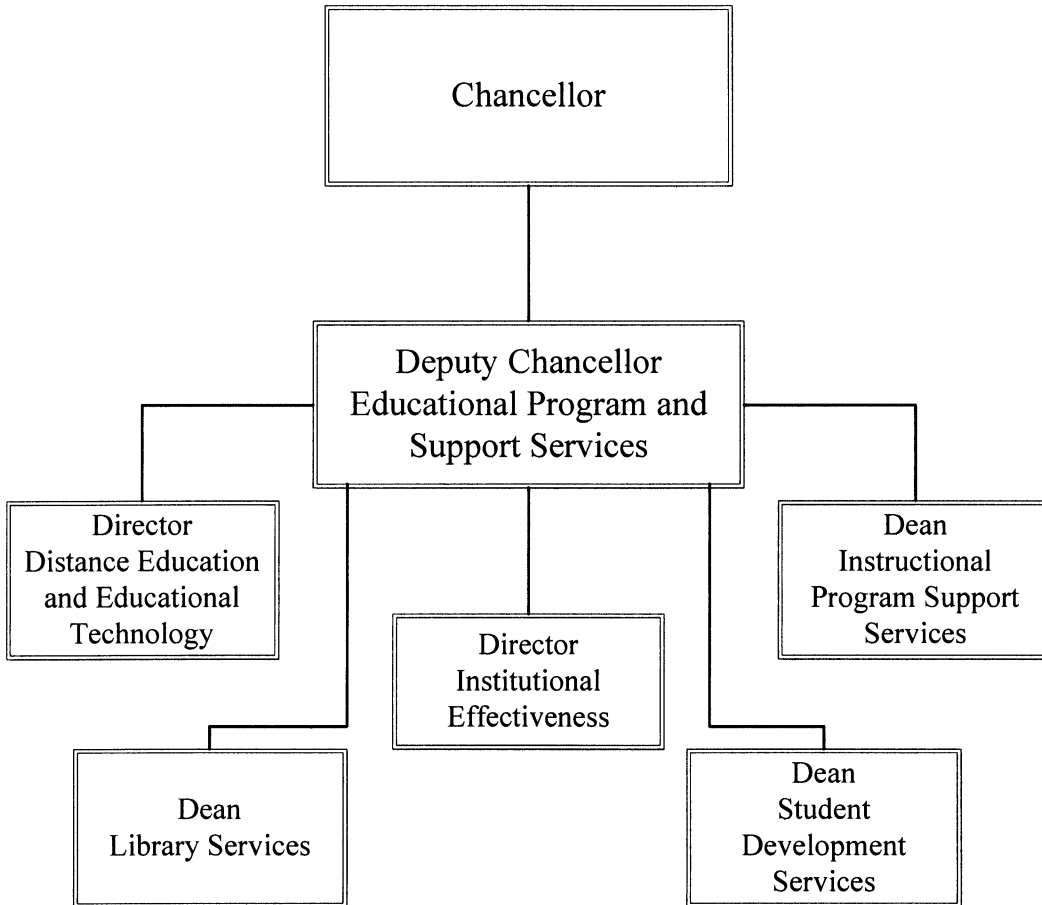 Chancellor
Deputy Chancellor
Educational Program and
Support Services
Director
Distance Education
and Educational
Technology
Dean
Instructional
Program Support
Services
Director
Institutional
Effectiveness
Dean
Library Services
Dean
Student
Development
Services